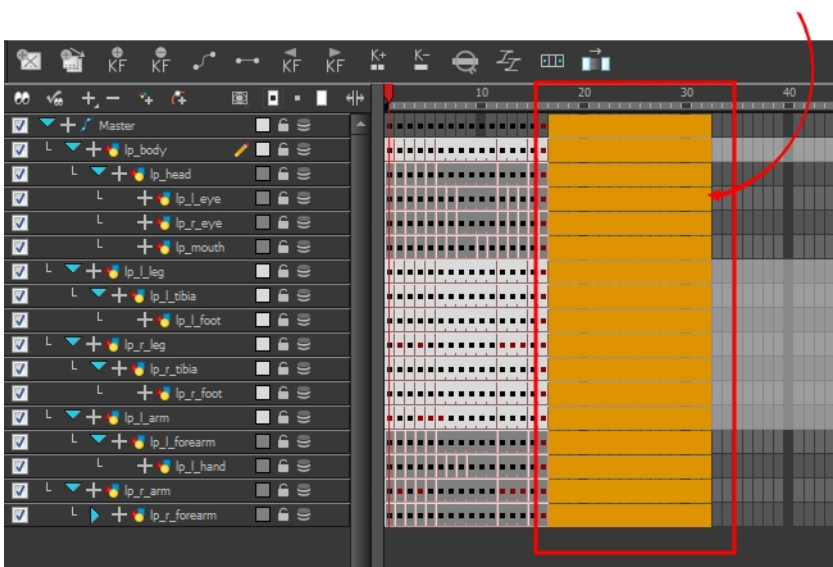 KF KF KF KF K+ K-
10 20 30 40
Master
lp_body
lp_head
lp_l_eye
lp_r_eye
lp_mouth
lp_l_leg
lp_l_tibia
lp_l_foot
lp_r_leg
lp_r_tibia
lp_r_foot
lp_l_arm
lp_l_forearm
lp_l_hand
lp_r_arm
lp_r_forearm